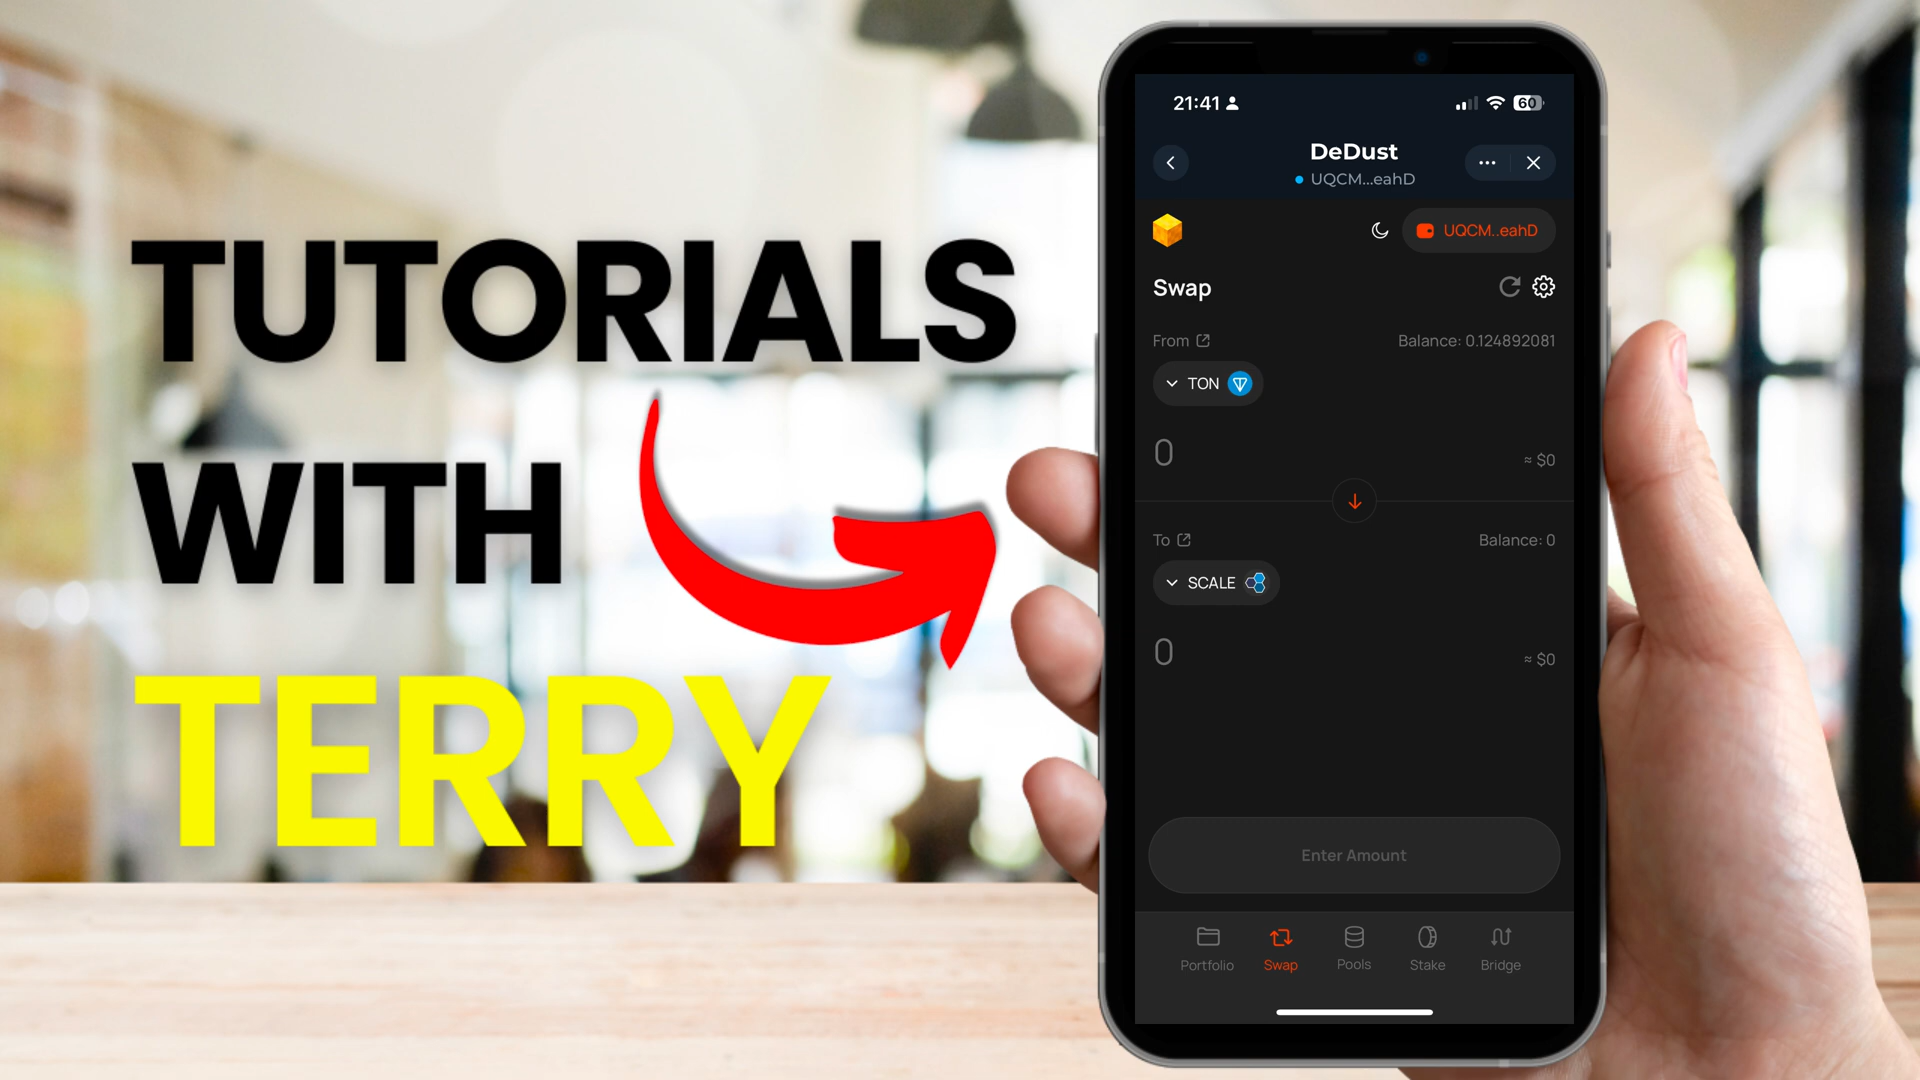 TUTORIALS
WITH
TERRY
21:41
60
DeDust
UQCM...eahD
UQCM..eahD
Swap
From
Balance: 0.124892081
TON
0
≈ $0
To
Balance: 0
SCALE
0
≈ $0
Enter Amount
Portfolio Swap Pools Stake Bridge